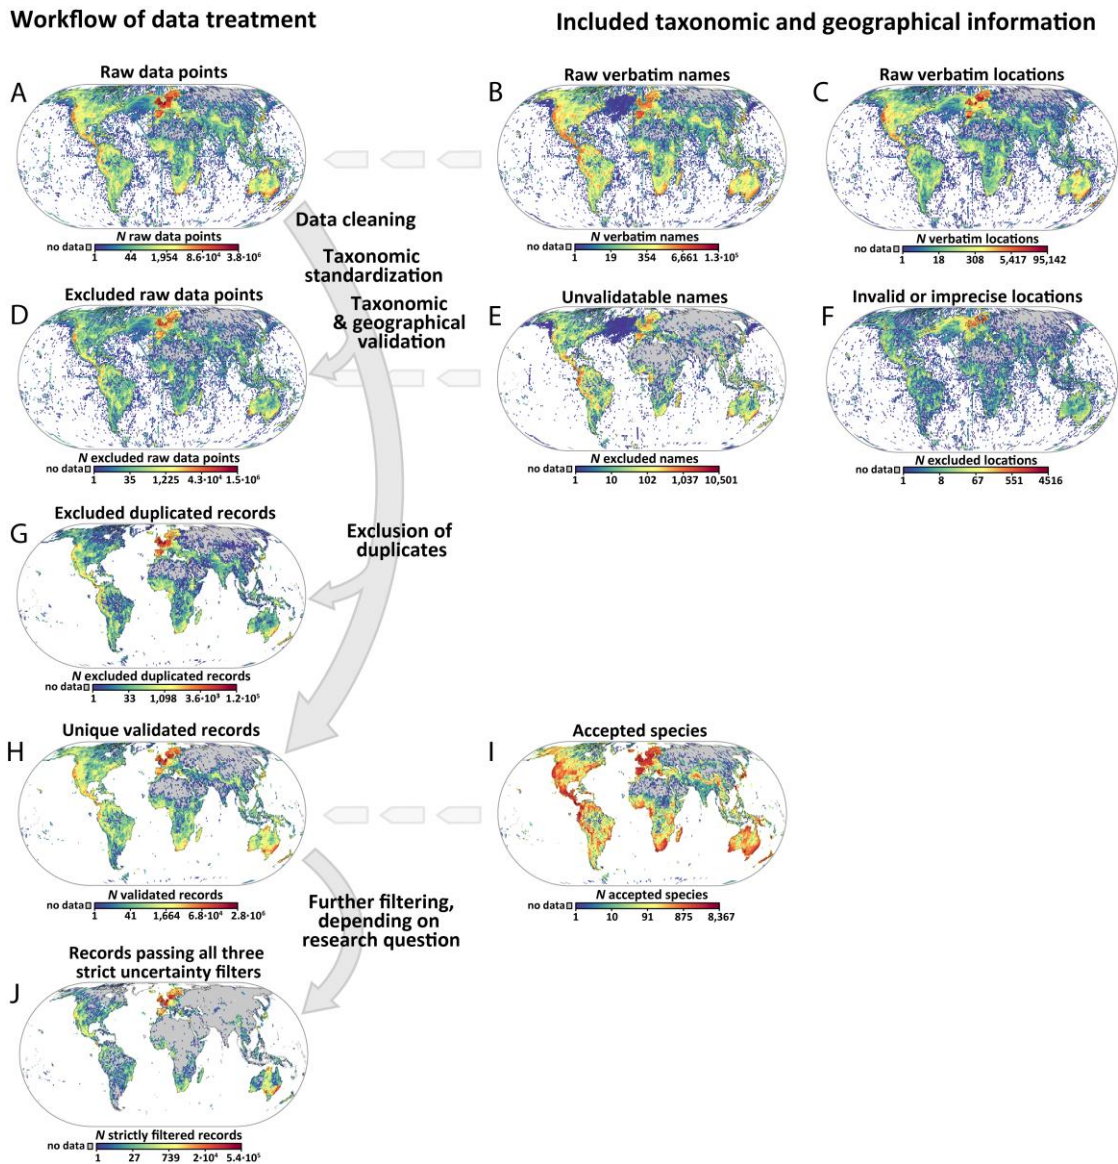 Workflow of data treatment
Included taxonomic and geographical information
A
Raw data points
no data
N raw data points
1 44 1,954 8.6·10⁴ 3.8·10⁶
B
Raw verbatim names
no data
N verbatim names
1 19 354 6,661 1.3·10⁵
C
Raw verbatim locations
no data
N verbatim locations
1 18 308 5,417 95,142
Data cleaning
Taxonomic
standardization
Taxonomic
& geographical
validation
D
Excluded raw data points
no data
N excluded raw data points
1 35 1,225 4.3·10⁴ 1.5·10⁶
E
Unvalidatable names
no data
N excluded names
1 10 102 1,037 10,501
F
Invalid or imprecise locations
no data
N excluded locations
1 8 67 551 4516
G
Excluded duplicated records
no data
N excluded duplicated records
1 33 1,098 3.6·10³ 1.2·10⁵
Exclusion of
duplicates
H
Unique validated records
no data
N validated records
1 41 1,664 6.8·10⁴ 2.8·10⁶
I
Accepted species
no data
N accepted species
1 10 91 875 8,367
Further filtering,
depending on
research question
J
Records passing all three
strict uncertainty filters
no data
N strictly filtered records
1 27 739 2·10⁴ 5.4·10⁵